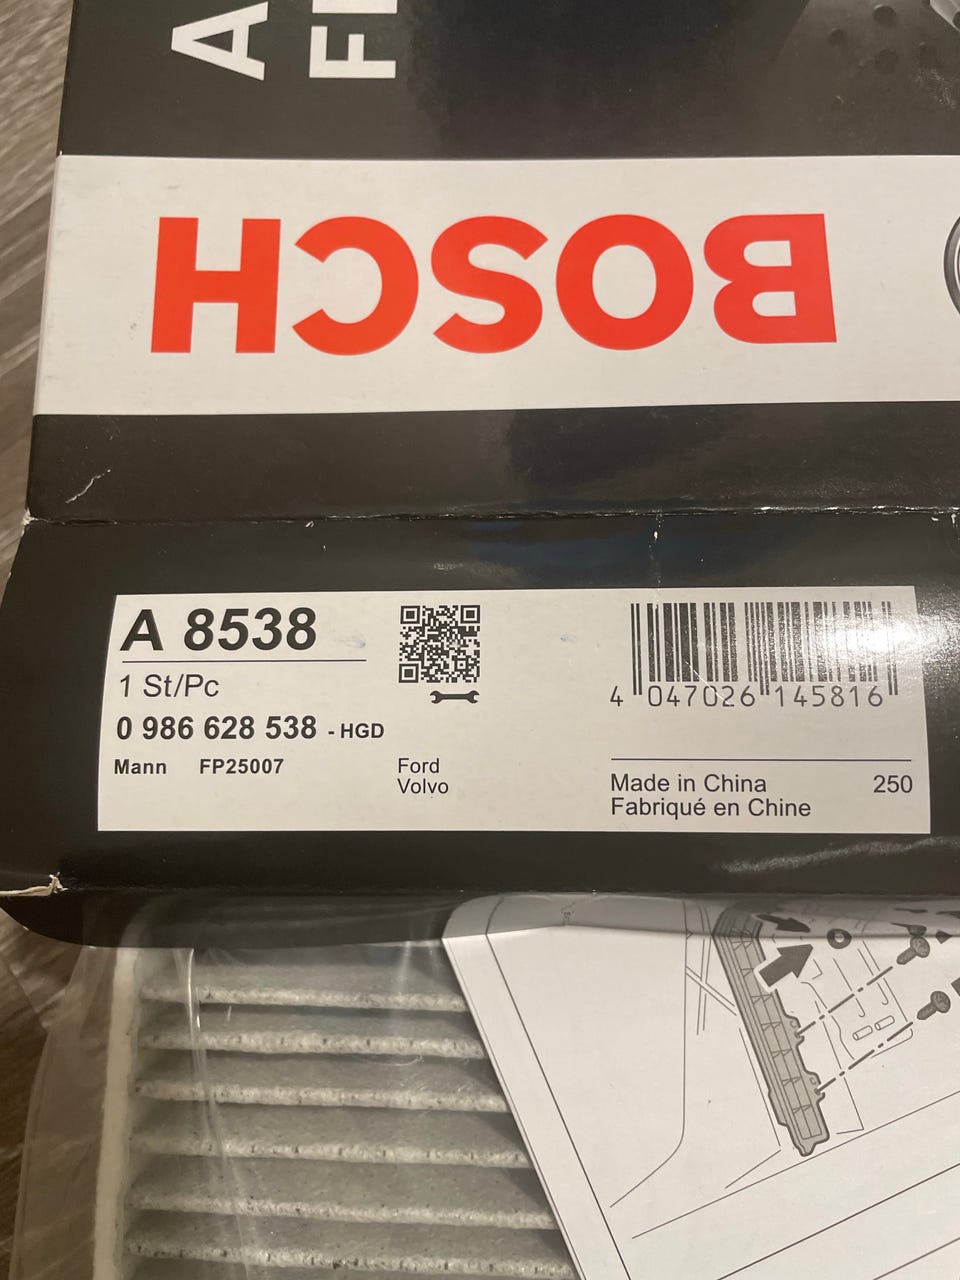 A
FI
BOSCH
A 8538
1 St/Pc
0 986 628 538 - HGD
Mann FP25007
Ford
Volvo
4 047026 145816
Made in China 250
Fabriqué en Chine